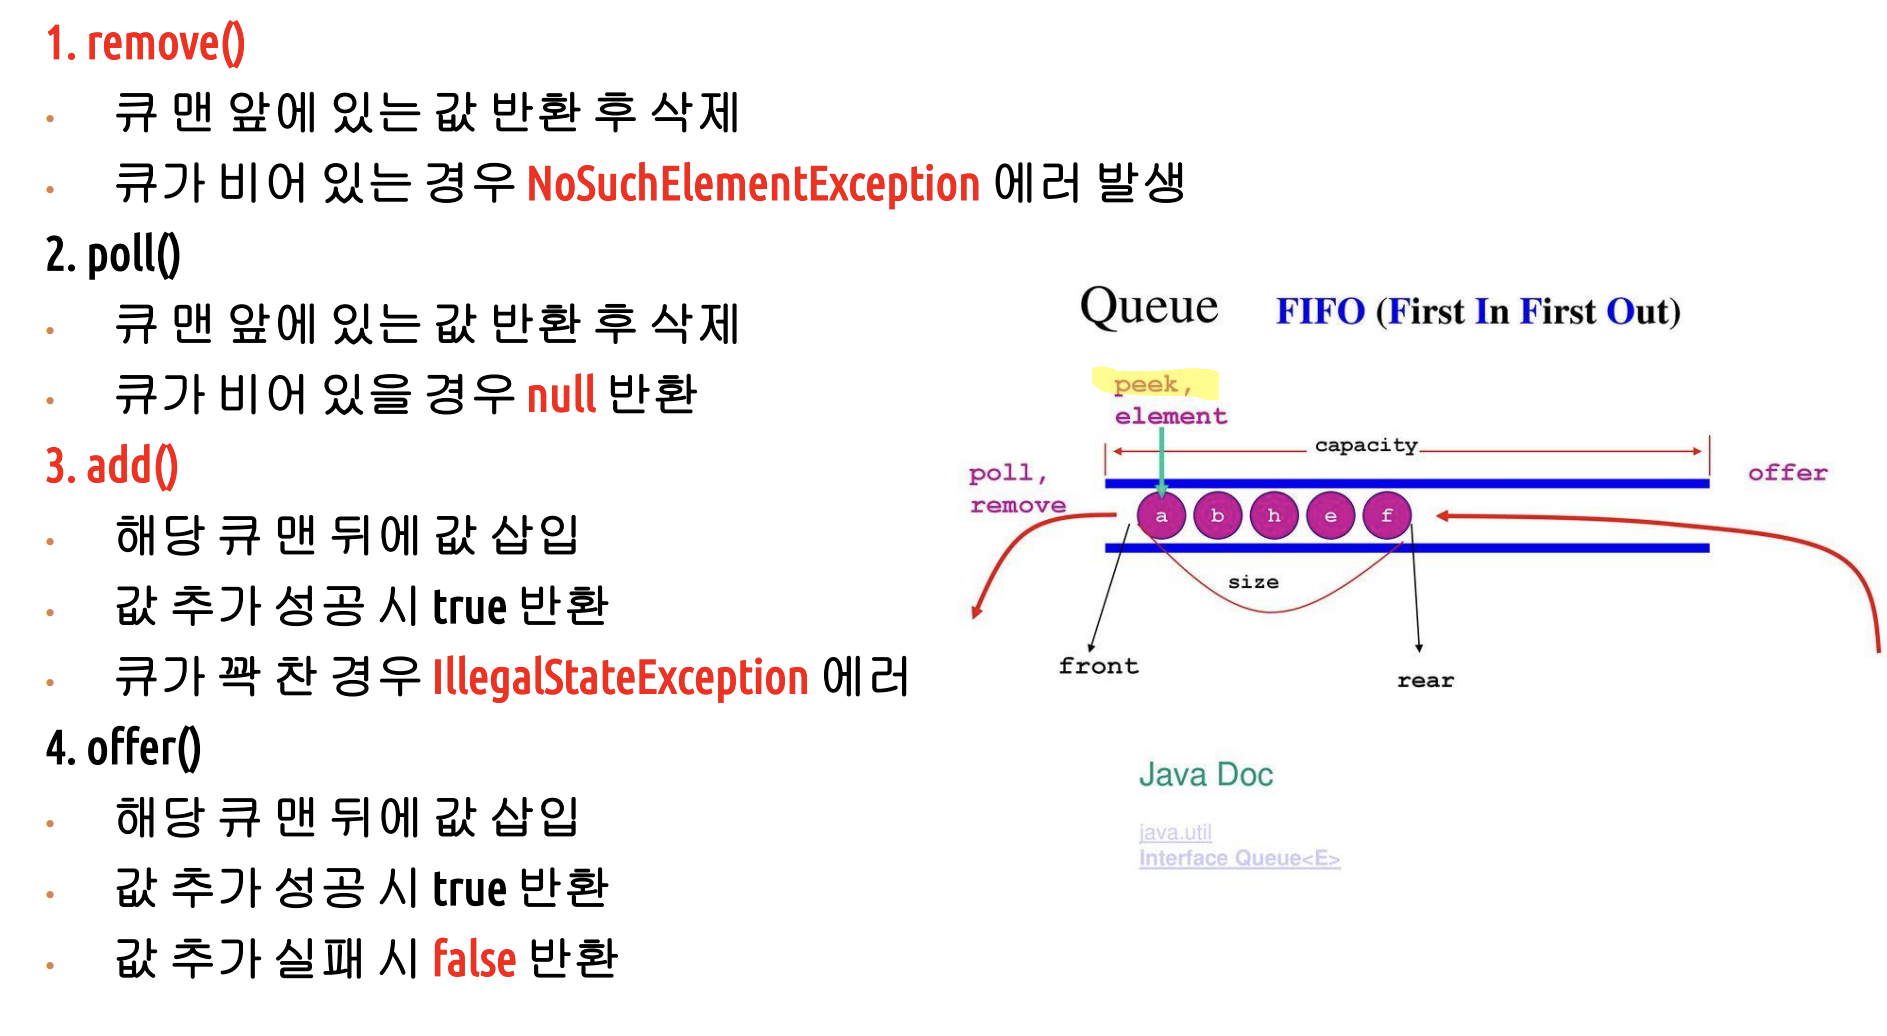 1. remove()
• 큐 맨 앞에 있는 값 반환 후 삭제
• 큐가 비어 있는 경우 NoSuchElementException 에러 발생
2. poll()
• 큐 맨 앞에 있는 값 반환 후 삭제
• 큐가 비어 있을 경우 null 반환
3. add()
• 해당 큐 맨 뒤에 값 삽입
• 값 추가 성공 시 true 반환
• 큐가 꽉 찬 경우 IllegalStateException 에러
4. offer()
• 해당 큐 맨 뒤에 값 삽입
• 값 추가 성공 시 true 반환
• 값 추가 실패 시 false 반환
Queue FIFO (First In First Out)
peek,
element
capacity
poll,
remove
offer
a b h e f
size
front
rear
Java Doc
java.util
Interface Queue<E>